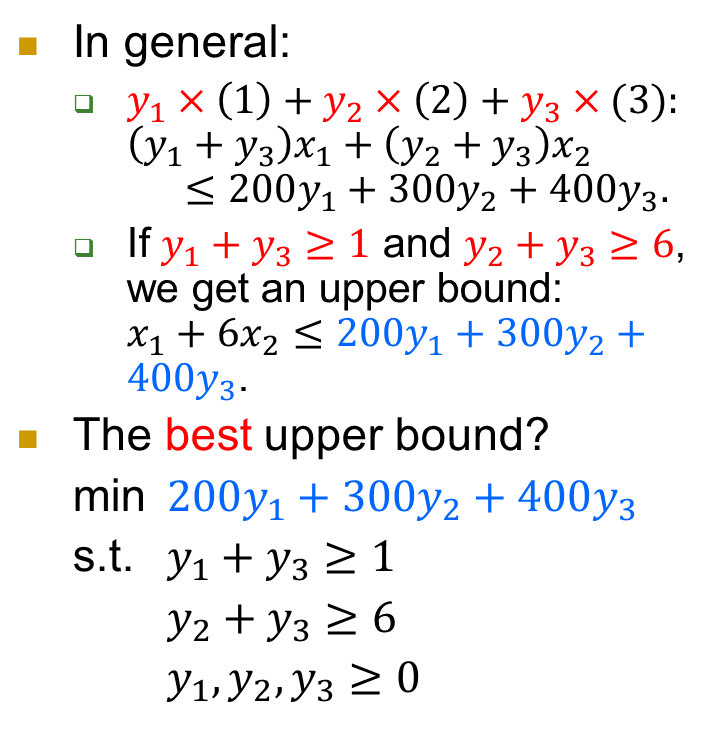 In general:
y₁ × (1) + y₂ × (2) + y₃ × (3):
(y₁ + y₃)x₁ + (y₂ + y₃)x₂
≤ 200y₁ + 300y₂ + 400y₃.
If y₁ + y₃ ≥ 1 and y₂ + y₃ ≥ 6,
we get an upper bound:
x₁ + 6x₂ ≤ 200y₁ + 300y₂ +
400y₃.
The best upper bound?
min 200y₁ + 300y₂ + 400y₃
s.t. y₁ + y₃ ≥ 1
y₂ + y₃ ≥ 6
y₁, y₂, y₃ ≥ 0